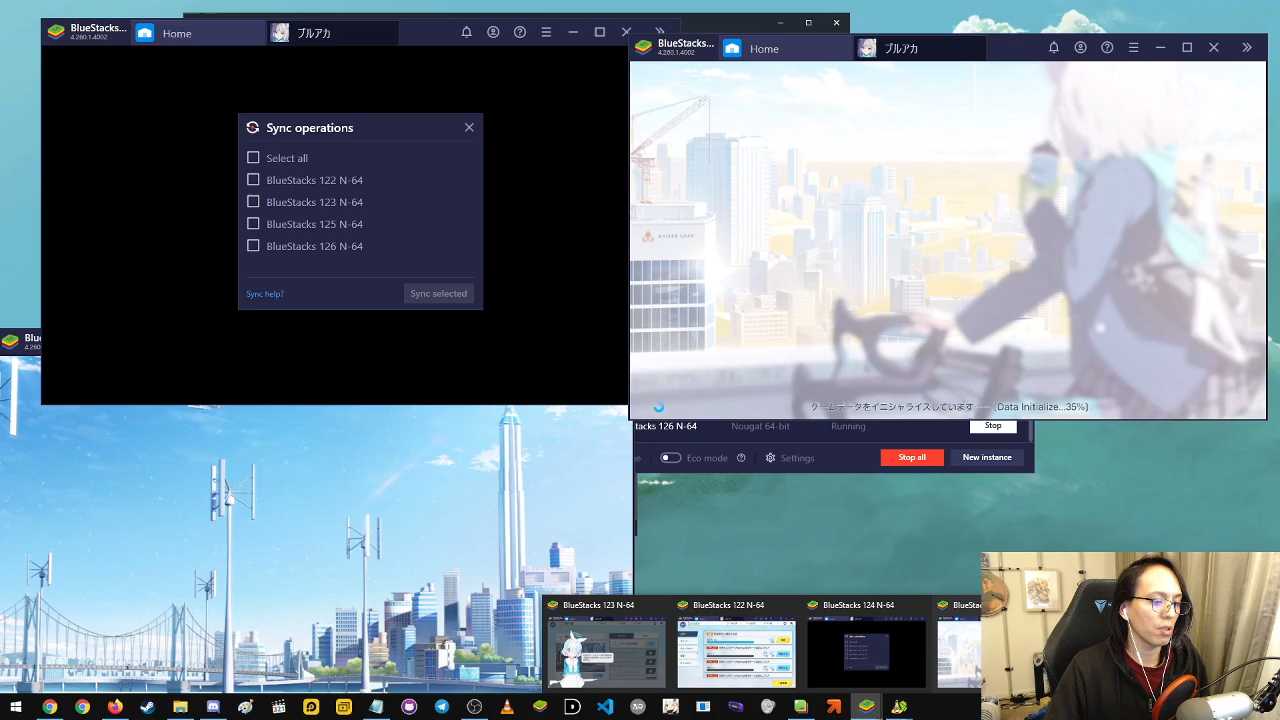 BlueStacks...
4.260.1.4002
Home
ブルアカ
Sync operations
Select all
BlueStacks 122 N-64
BlueStacks 123 N-64
BlueStacks 125 N-64
BlueStacks 126 N-64
Sync help?
Sync selected
BlueStacks...
4.260.1.4002
Home
ブルアカ
KAISER LOAN
ゲームデータをイニシャライズしています
[Data Initialize...35%]
tacks 126 N-64
Nougat 64-bit
Running
Stop
Eco mode
Settings
Stop all
New instance
BlueStacks 123 N-64
BlueStacks 122 N-64
BlueStacks 124 N-64